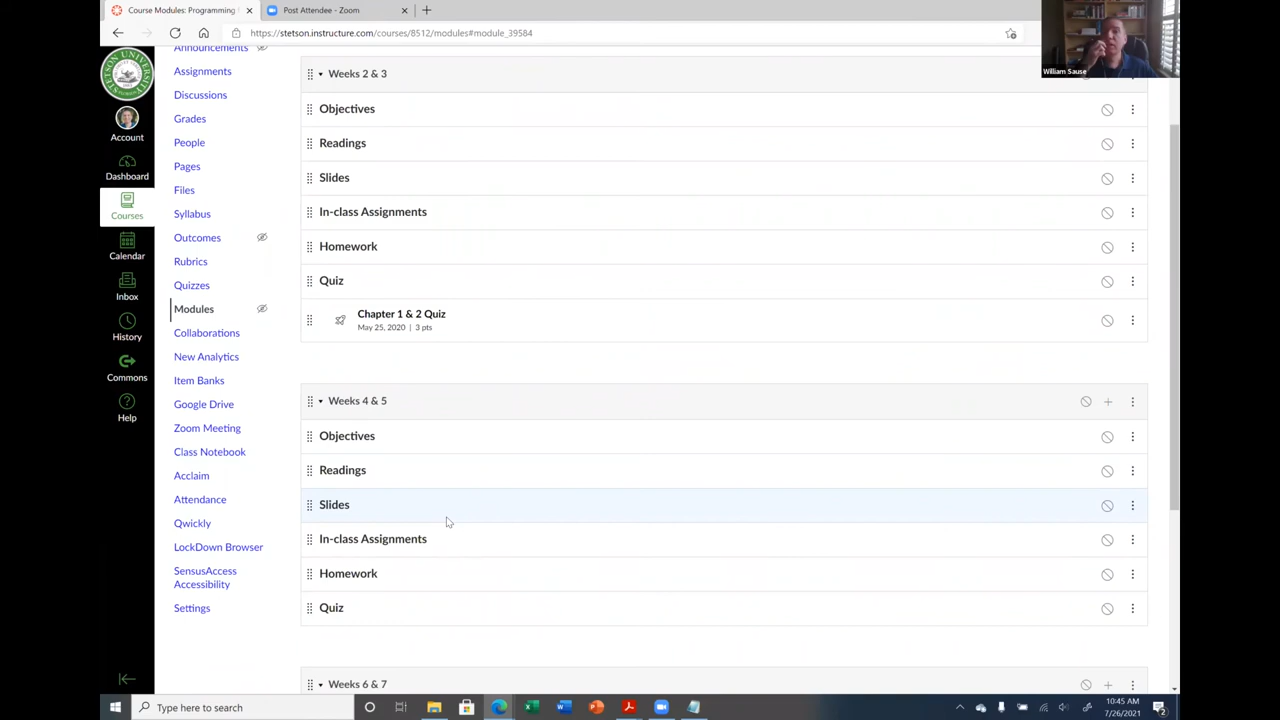 Course Modules: Programming
Post Attendee - Zoom
https://stetson.instructure.com/courses/8512/modules#module_39584
William Sause
STETSON UNIVERSITY
Account
Dashboard
Courses
Calendar
Inbox
History
Commons
Help
Announcements
Assignments
Discussions
Grades
People
Pages
Files
Syllabus
Outcomes
Rubrics
Quizzes
Modules
Collaborations
New Analytics
Item Banks
Google Drive
Zoom Meeting
Class Notebook
Acclaim
Attendance
Qwickly
LockDown Browser
SensusAccess
Accessibility
Settings
Weeks 2 & 3
Objectives
Readings
Slides
In-class Assignments
Homework
Quiz
Chapter 1 & 2 Quiz
May 25, 2020 | 3 pts
Weeks 4 & 5
Objectives
Readings
Slides
In-class Assignments
Homework
Quiz
Weeks 6 & 7
Type here to search
10:45 AM
7/26/2021
2